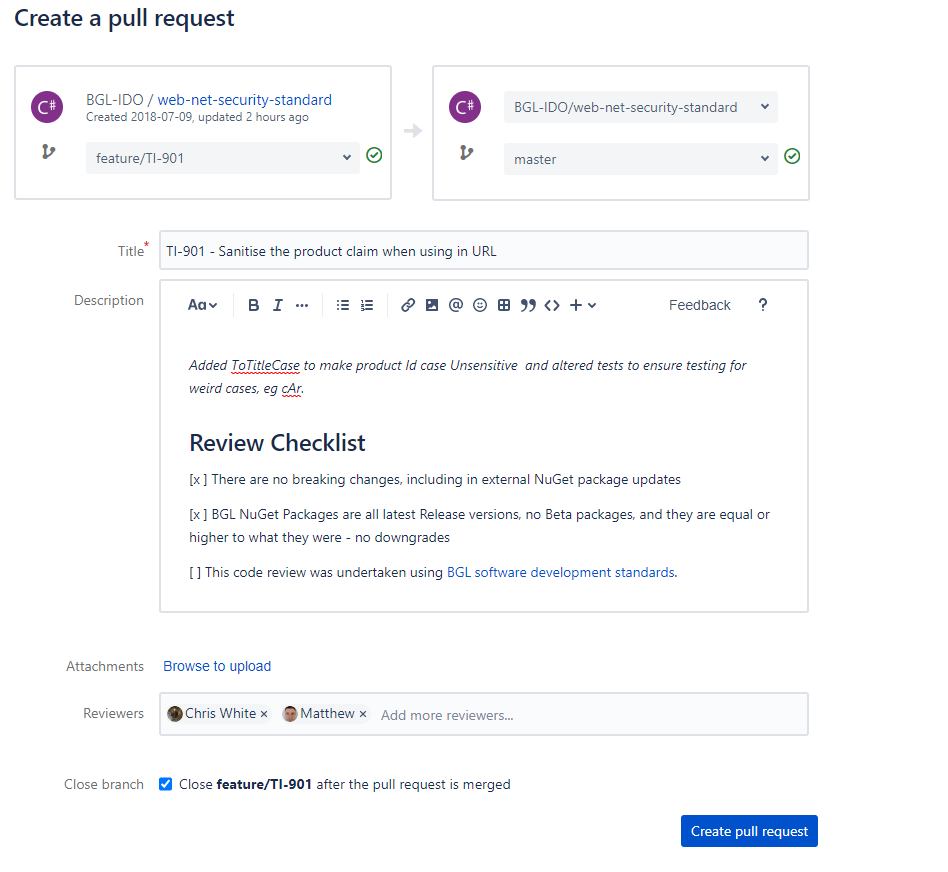 Create a pull request
C#
BGL-IDO / web-net-security-standard
Created 2018-07-09, updated 2 hours ago
feature/TI-901
C#
BGL-IDO/web-net-security-standard
master
Title*
TI-901 - Sanitise the product claim when using in URL
Description
Aa B I ... @ + Feedback ?
Added ToTitleCase to make product Id case Unsensitive  and altered tests to ensure testing for
weird cases, eg cAr.
Review Checklist
[x ] There are no breaking changes, including in external NuGet package updates
[x ] BGL NuGet Packages are all latest Release versions, no Beta packages, and they are equal or
higher to what they were - no downgrades
[ ] This code review was undertaken using BGL software development standards.
Attachments
Browse to upload
Reviewers
Chris White × Matthew × Add more reviewers...
Close branch
Close feature/TI-901 after the pull request is merged
Create pull request